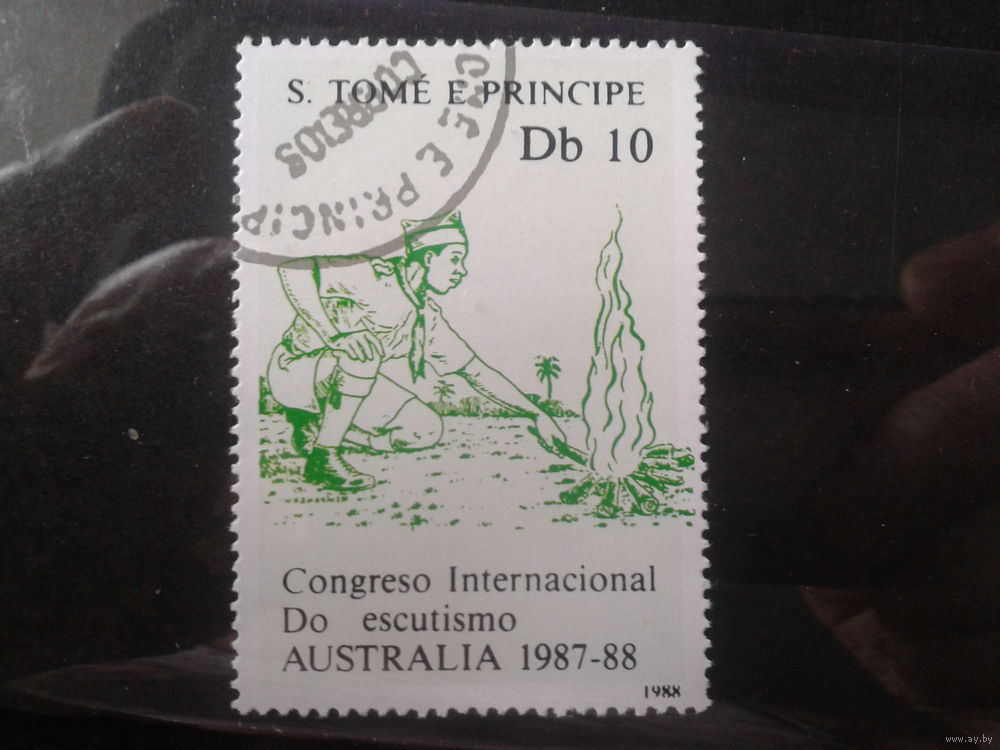 S. TOMÉ E PRINCIPE
Db 10
CORREIOS
E PRINCIP
Congreso Internacional
Do escutismo
AUSTRALIA 1987-88
1988
www.ay.by